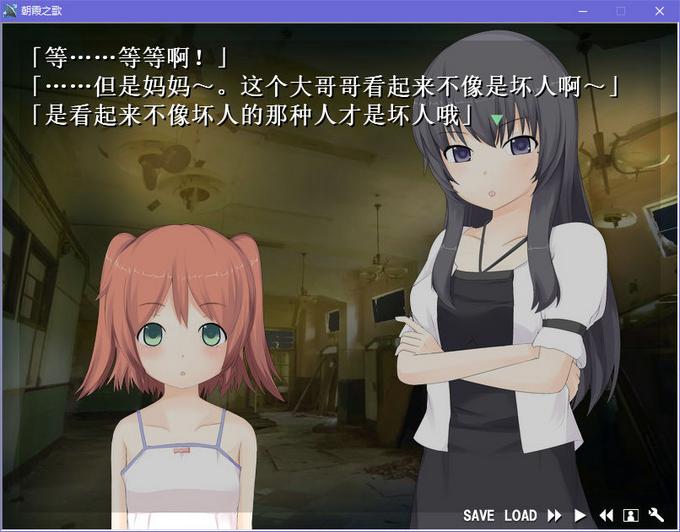 朝霞之歌
「等……等等啊！」
「……但是妈妈～。这个大哥哥看起来不像是坏人啊～」
「是看起来不像坏人的那种人才是坏人哦」
SAVE LOAD